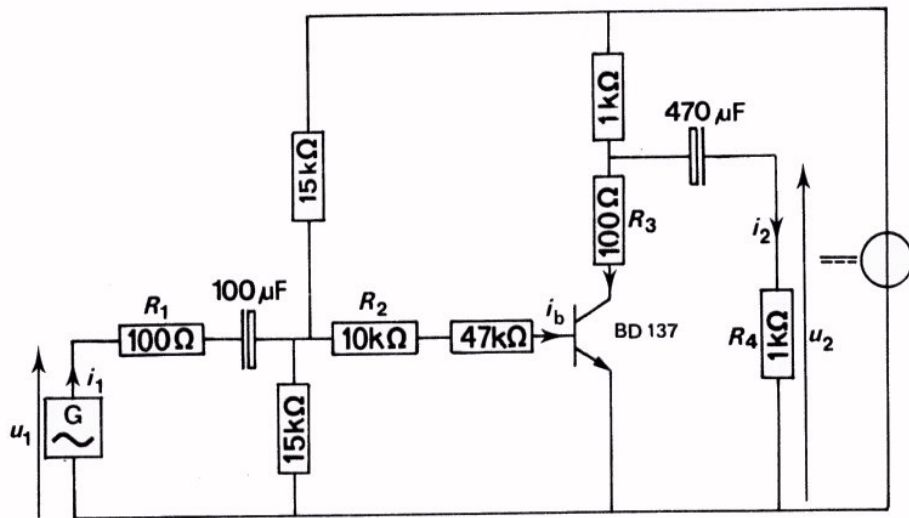 1kΩ
470 µF
15kΩ
100Ω
R₃
i₂
100 µF
R₁
100Ω
R₂
10kΩ
47kΩ
i_b
BD 137
R₄
1kΩ
u₂
i₁
G
u₁
15kΩ